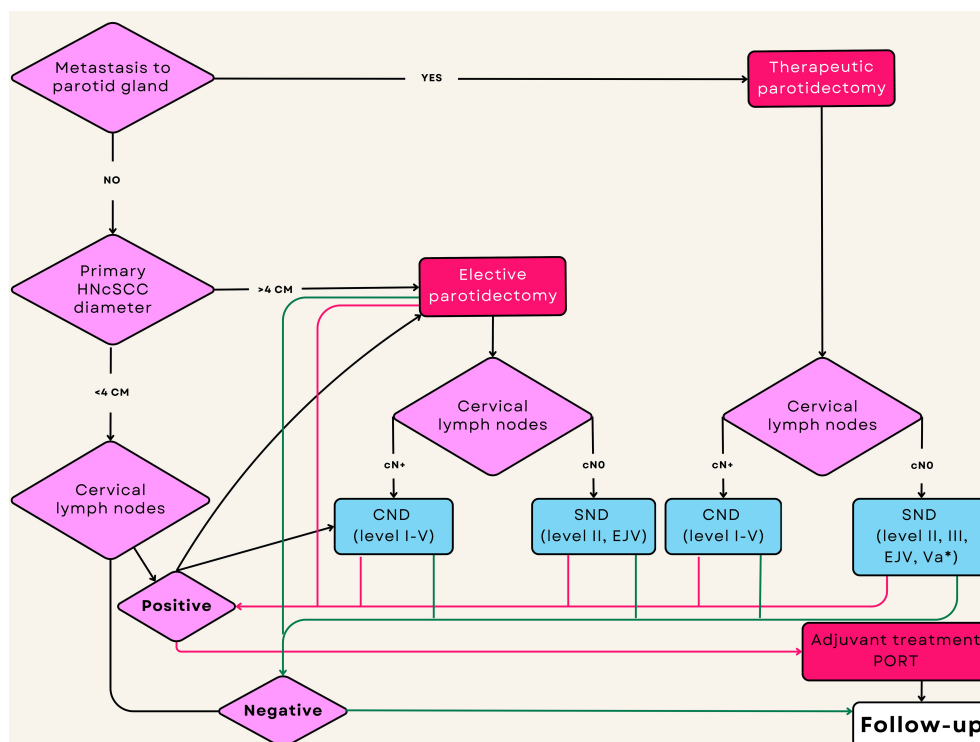 Metastasis to
parotid gland
YES
Therapeutic
parotidectomy
NO
Primary
HNcSCC
diameter
>4 CM
Elective
parotidectomy
<4 CM
Cervical
lymph nodes
Cervical
lymph nodes
cN+
cN0
cN+
cN0
Cervical
lymph nodes
CND
(level I-V)
SND
(level II, EJV)
CND
(level I-V)
SND
(level II, III,
EJV, Va*)
Positive
Adjuvant treatment
PORT
Negative
Follow-up